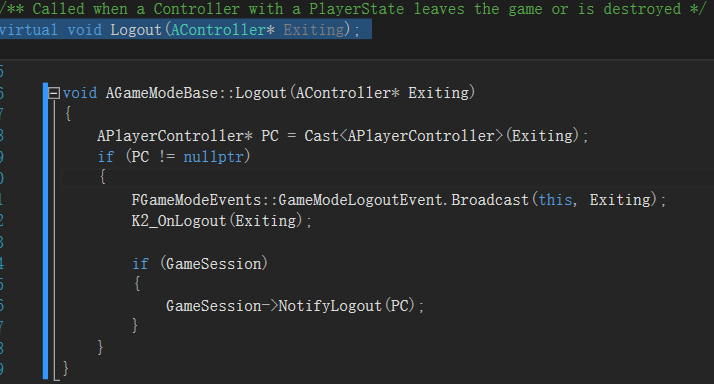 /** Called when a Controller with a PlayerState leaves the game or is destroyed */
virtual void Logout(AController* Exiting);
5
6 void AGameModeBase::Logout(AController* Exiting)
7 {
8 APlayerController* PC = Cast<APlayerController>(Exiting);
9 if (PC != nullptr)
0 {
1 FGameModeEvents::GameModeLogoutEvent.Broadcast(this, Exiting);
2 K2_OnLogout(Exiting);
3
4 if (GameSession)
5 {
6 GameSession->NotifyLogout(PC);
7 }
8 }
9 }